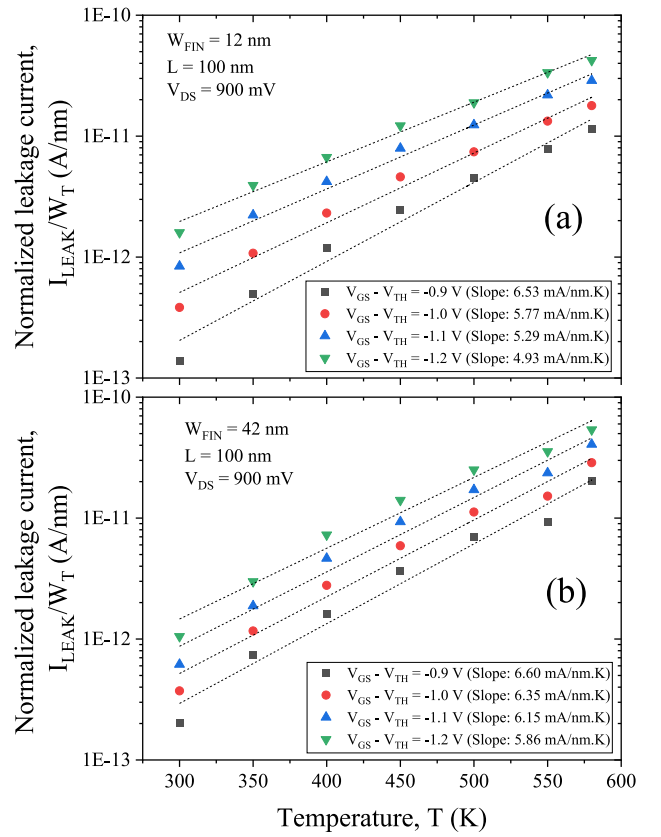 Normalized leakage current,
I_LEAK/W_T (A/nm)
1E-10
1E-11
1E-12
1E-13
W_FIN = 12 nm
L = 100 nm
V_DS = 900 mV
(a)
V_GS - V_TH = -0.9 V (Slope: 6.53 mA/nm.K)
V_GS - V_TH = -1.0 V (Slope: 5.77 mA/nm.K)
V_GS - V_TH = -1.1 V (Slope: 5.29 mA/nm.K)
V_GS - V_TH = -1.2 V (Slope: 4.93 mA/nm.K)
Normalized leakage current,
I_LEAK/W_T (A/nm)
1E-10
1E-11
1E-12
1E-13
W_FIN = 42 nm
L = 100 nm
V_DS = 900 mV
(b)
V_GS - V_TH = -0.9 V (Slope: 6.60 mA/nm.K)
V_GS - V_TH = -1.0 V (Slope: 6.35 mA/nm.K)
V_GS - V_TH = -1.1 V (Slope: 6.15 mA/nm.K)
V_GS - V_TH = -1.2 V (Slope: 5.86 mA/nm.K)
300 350 400 450 500 550 600
Temperature, T (K)